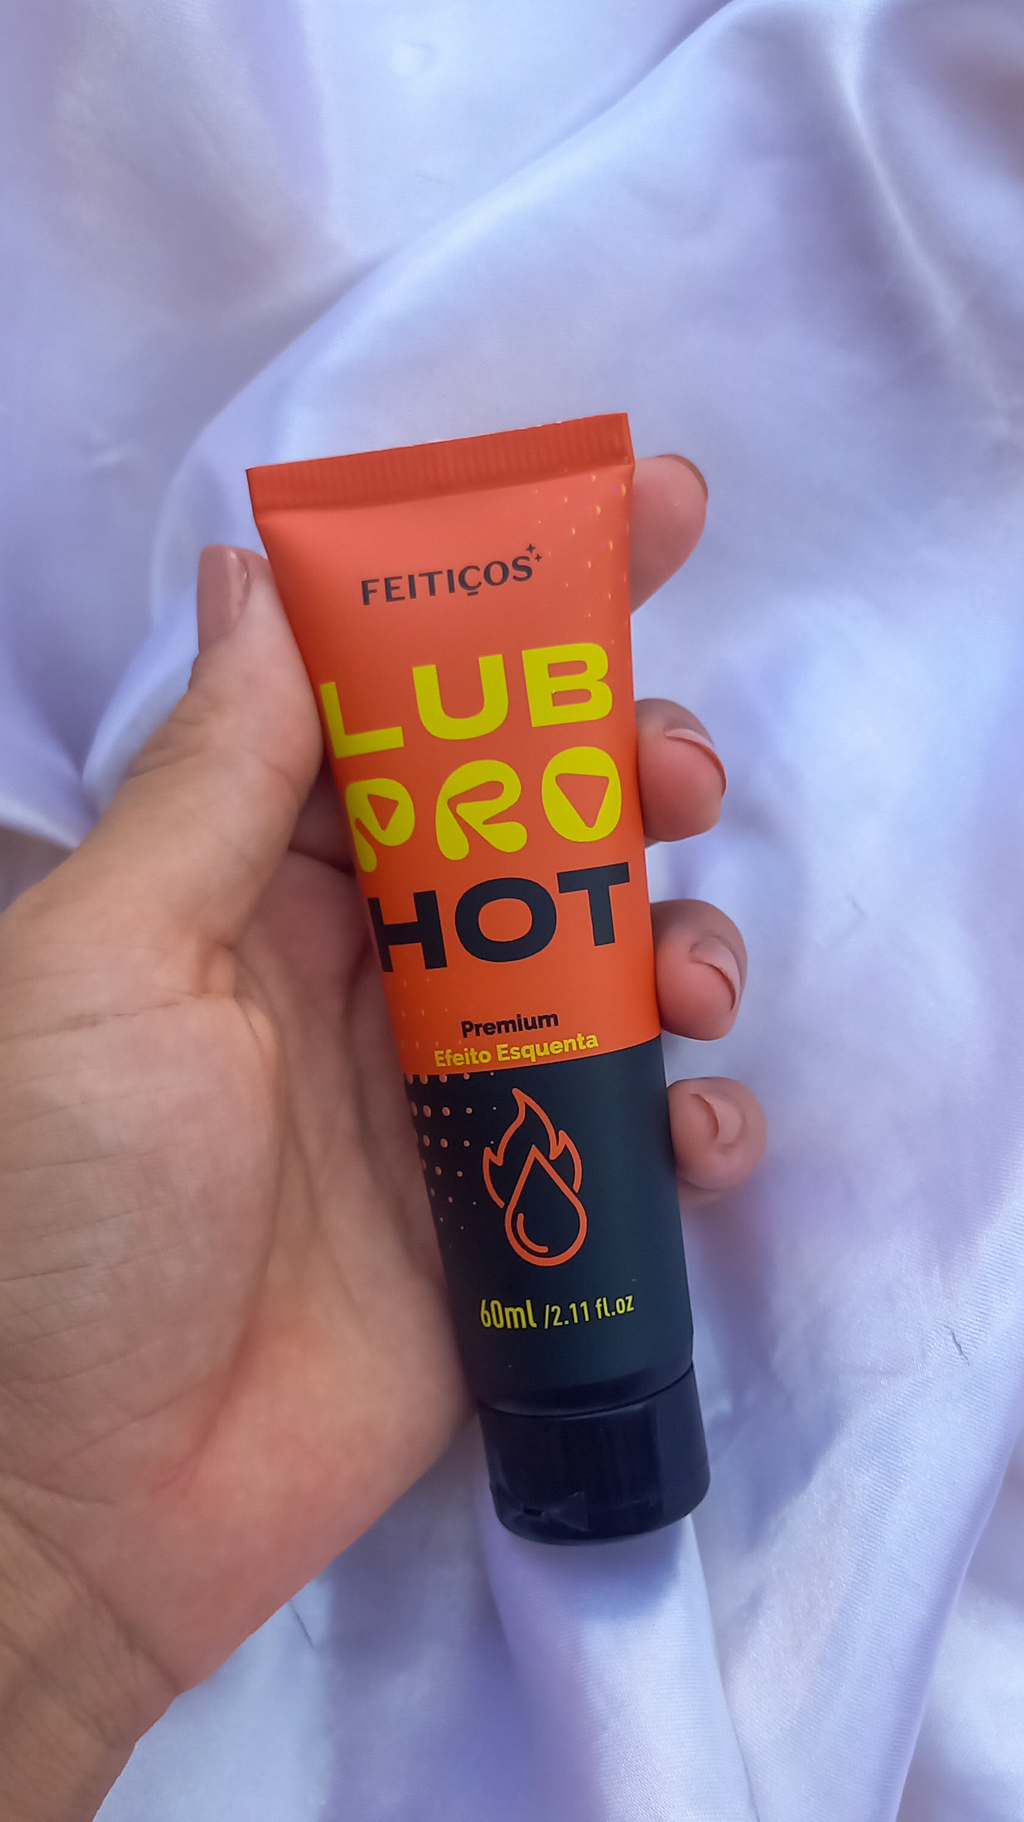 FEITIÇOS
LUB
PRO
HOT
Premium
Efeito Esquenta
60ml /2.11 fl.oz